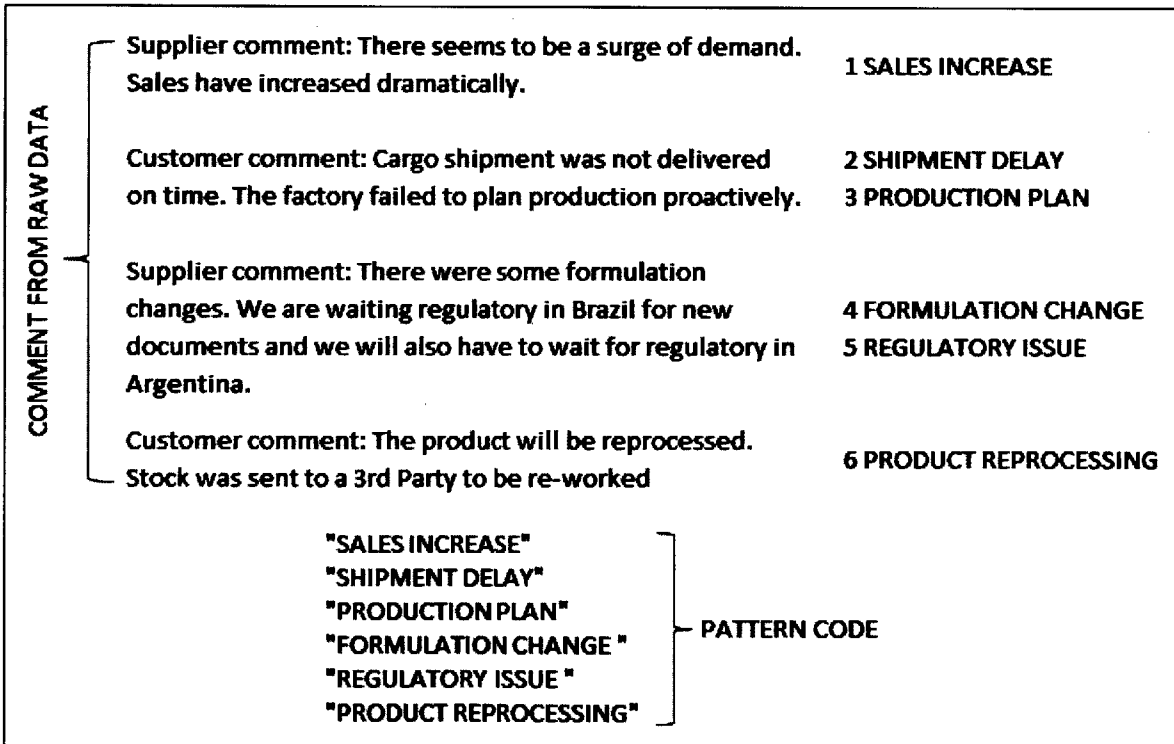 COMMENT FROM RAW DATA
Supplier comment: There seems to be a surge of demand.
Sales have increased dramatically.
1 SALES INCREASE
Customer comment: Cargo shipment was not delivered
on time. The factory failed to plan production proactively.
2 SHIPMENT DELAY
3 PRODUCTION PLAN
Supplier comment: There were some formulation
changes. We are waiting regulatory in Brazil for new
documents and we will also have to wait for regulatory in
Argentina.
4 FORMULATION CHANGE
5 REGULATORY ISSUE
Customer comment: The product will be reprocessed.
Stock was sent to a 3rd Party to be re-worked
6 PRODUCT REPROCESSING
"SALES INCREASE"
"SHIPMENT DELAY"
"PRODUCTION PLAN"
"FORMULATION CHANGE "
"REGULATORY ISSUE "
"PRODUCT REPROCESSING"
PATTERN CODE